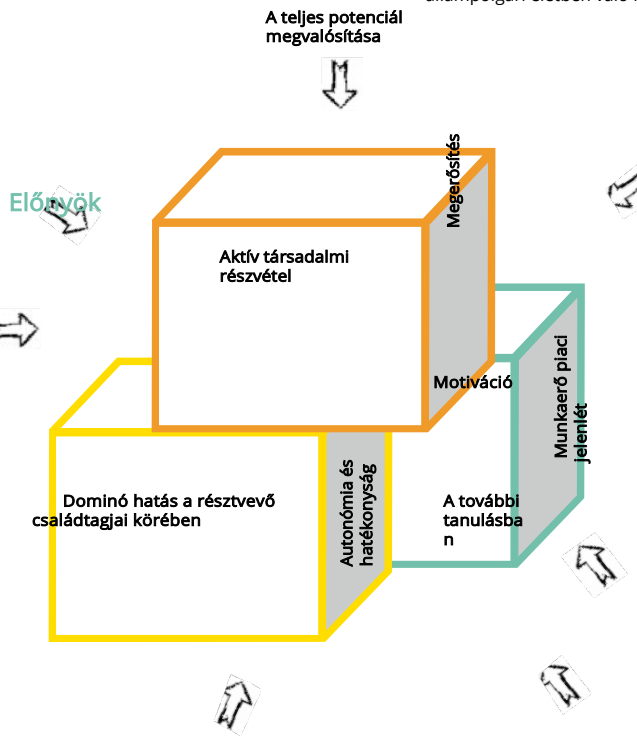 A teljes potenciál
megvalósítása
Előnyök
Megerősítés
Aktív társadalmi
részvétel
Motiváció
Munkaerő piaci
jelenlét
Dominó hatás a résztvevő
családtagjai körében
Autonómia és
hatékonyság
A további
tanulásba
n